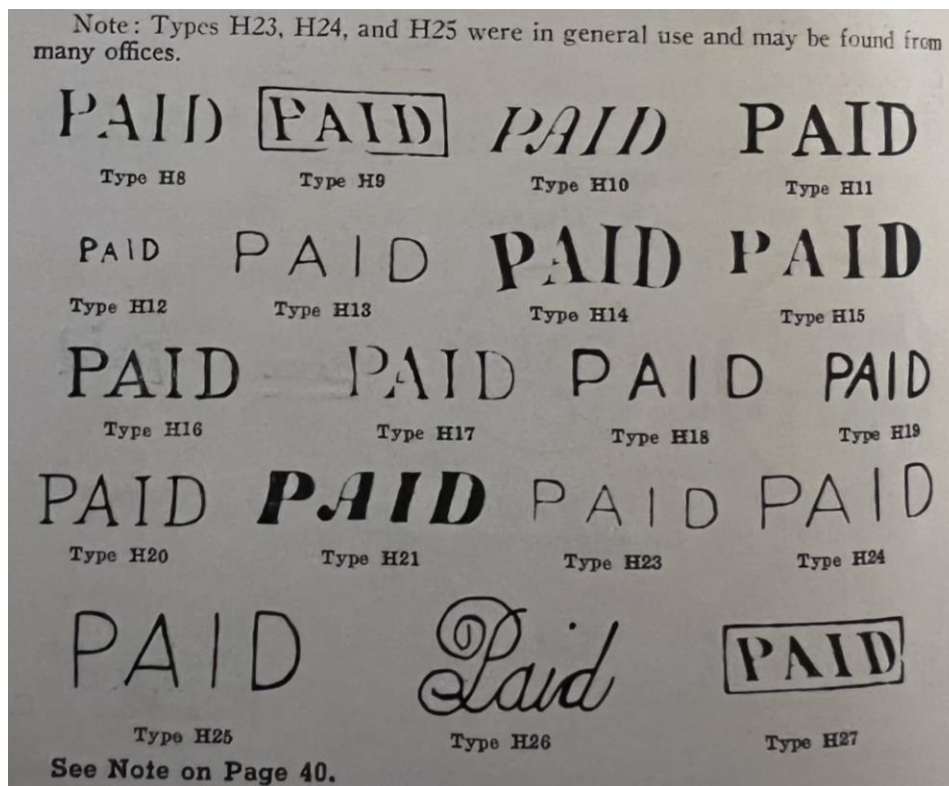 Note: Types H23, H24, and H25 were in general use and may be found from
many offices.
PAID PAID PAID PAID
Type H8 Type H9 Type H10 Type H11
PAID PAID PAID PAID
Type H12 Type H13 Type H14 Type H15
PAID PAID PAID PAID
Type H16 Type H17 Type H18 Type H19
PAID PAID PAID PAID
Type H20 Type H21 Type H23 Type H24
PAID Paid PAID
Type H25 Type H26 Type H27
See Note on Page 40.